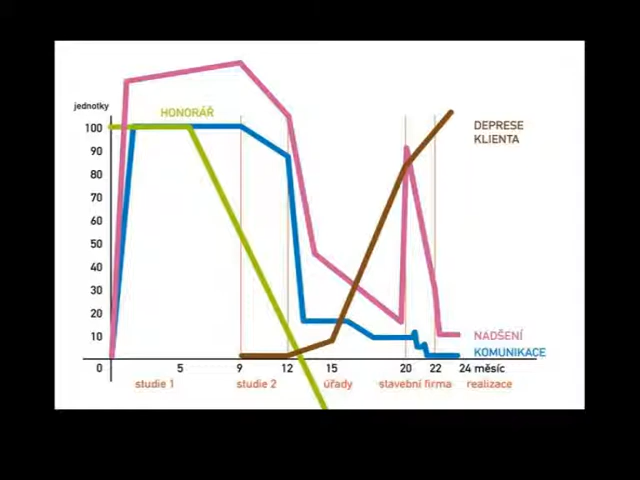 jednotky
HONORÁŘ
DEPRESE
KLIENTA
100
90
80
70
60
50
40
30
20
10
NADŠENÍ
KOMUNIKACE
0 5 9 12 15 20 22 24 měsíc
studie 1 studie 2 úřady stavební firma realizace